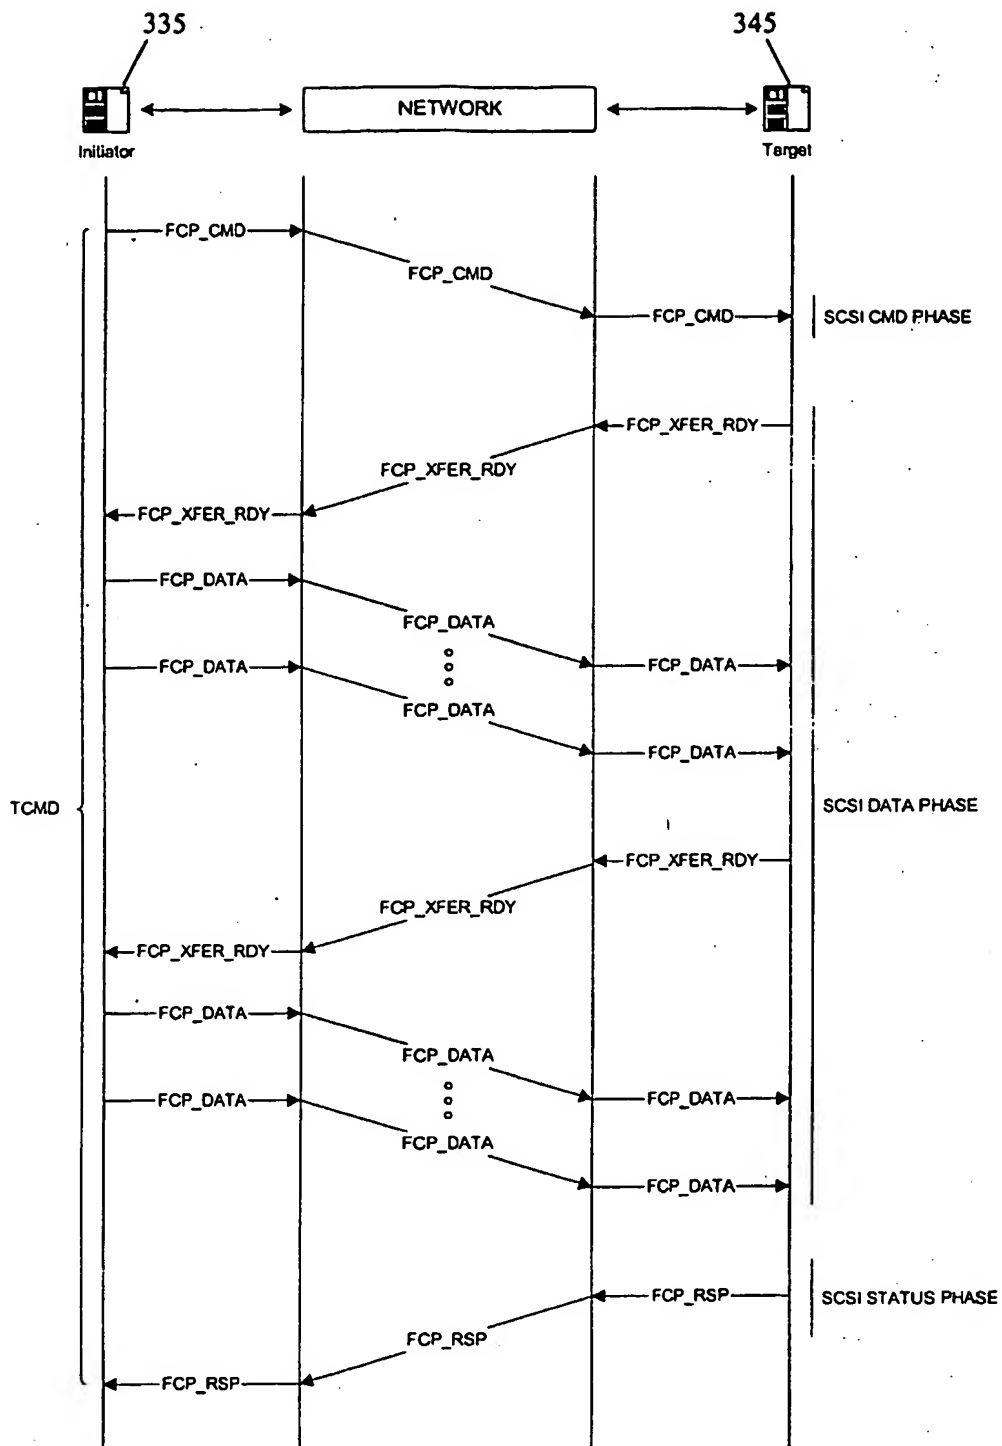 335
345
NETWORK
Initiator
Target
FCP_CMD
FCP_CMD
FCP_CMD
SCSI CMD PHASE
FCP_XFER_RDY
FCP_XFER_RDY
FCP_XFER_RDY
FCP_DATA
FCP_DATA
FCP_DATA
FCP_DATA
FCP_DATA
FCP_DATA
TCMD
SCSI DATA PHASE
FCP_XFER_RDY
FCP_XFER_RDY
FCP_XFER_RDY
FCP_DATA
FCP_DATA
FCP_DATA
FCP_DATA
FCP_DATA
FCP_DATA
FCP_RSP
SCSI STATUS PHASE
FCP_RSP
FCP_RSP